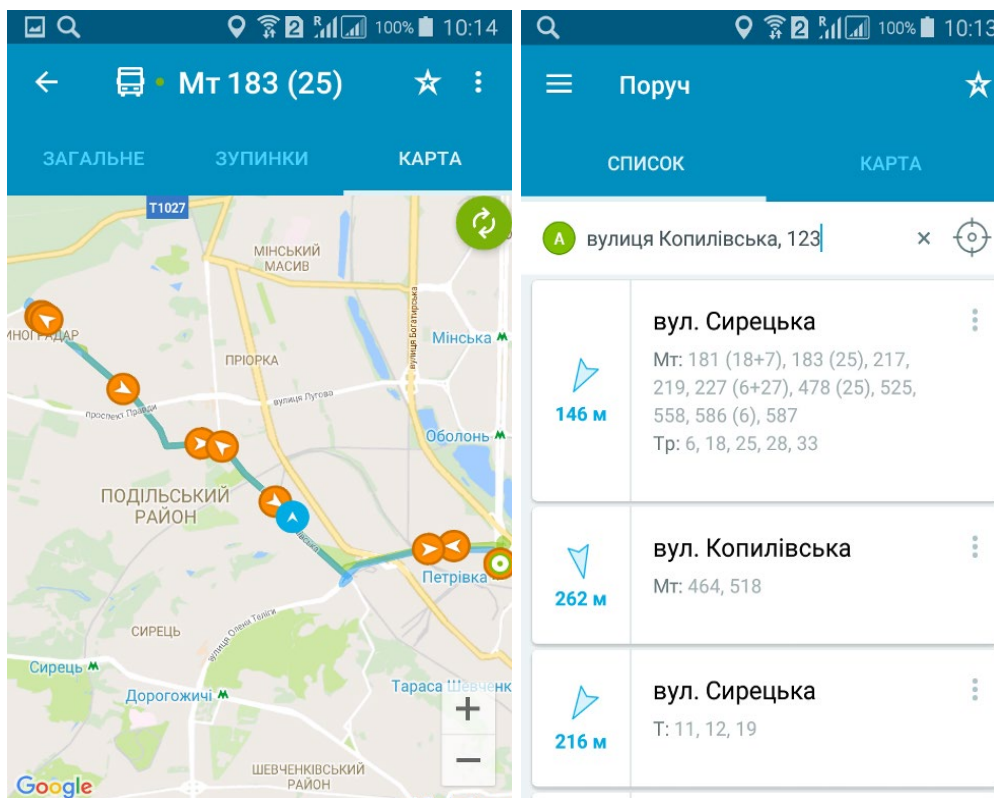 R
2
100%
10:14
Мт 183 (25)
ЗАГАЛЬНЕ
ЗУПИНКИ
КАРТА
T1027
МІНСЬКИЙ
МАСИВ
вулиця Богатирська
Мінська
ПРІОРКА
вулиця Лугова
проспект Правди
Оболонь
ПОДІЛЬСЬКИЙ
РАЙОН
Петрівка
СИРЕЦЬ
вулиця Олени Теліги
Сирець
Дорогожичі
Тараса Шевченк
+
−
ШЕВЧЕНКІВСЬКИЙ
РАЙОН
Google
R
2
100%
10:13
Поруч
СПИСОК
КАРТА
A
вулиця Копилівська, 123
вул. Сирецька
Мт: 181 (18+7), 183 (25), 217,
219, 227 (6+27), 478 (25), 525,
558, 586 (6), 587
Тр: 6, 18, 25, 28, 33
146 м
вул. Копилівська
Мт: 464, 518
262 м
вул. Сирецька
Т: 11, 12, 19
216 м